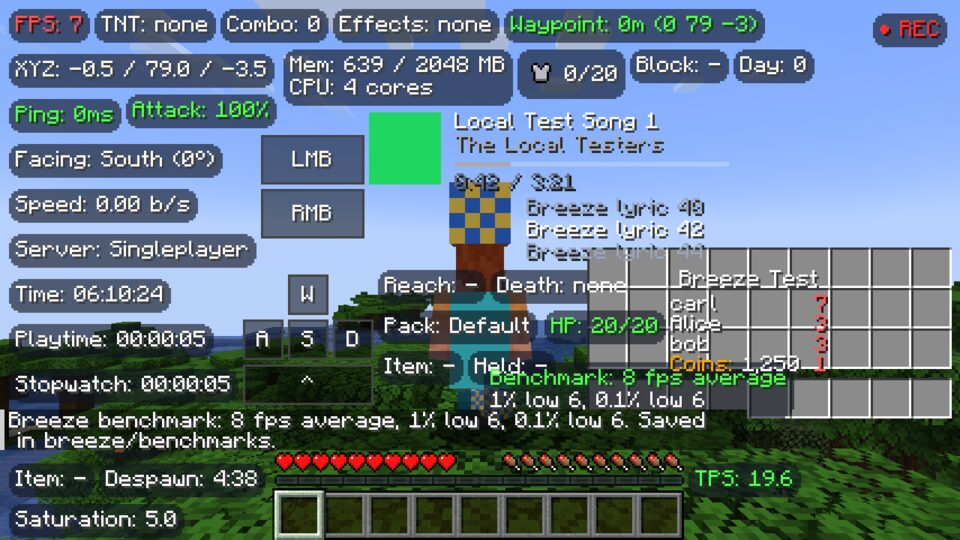 FPS: 7
TNT: none
Combo: 0
Effects: none
Waypoint: 0m (0 79 -3)
● REC
XYZ: -0.5 / 79.0 / -3.5
Mem: 639 / 2048 MB
CPU: 4 cores
0/20
Block: -
Day: 0
Ping: 0ms
Attack: 100%
Local Test Song 1
The Local Testers
0:42 / 3:21
Facing: South (0°)
LMB
Speed: 0.00 b/s
RMB
Breeze lyric 40
Breeze lyric 42
Breeze lyric 44
Server: Singleplayer
Breeze Test
carl 7
Alice 3
bob 3
Coins: 1,250 1
Time: 06:10:24
W
Reach: -
Death: none
Playtime: 00:00:05
A S D
Pack: Default
HP: 20/20
Item: -
Held: -
Stopwatch: 00:00:05
^
Benchmark: 8 fps average
1% low 6, 0.1% low 6
Breeze benchmark: 8 fps average, 1% low 6, 0.1% low 6. Saved
in breeze/benchmarks.
Item: -
Despawn: 4:38
TPS: 19.6
Saturation: 5.0